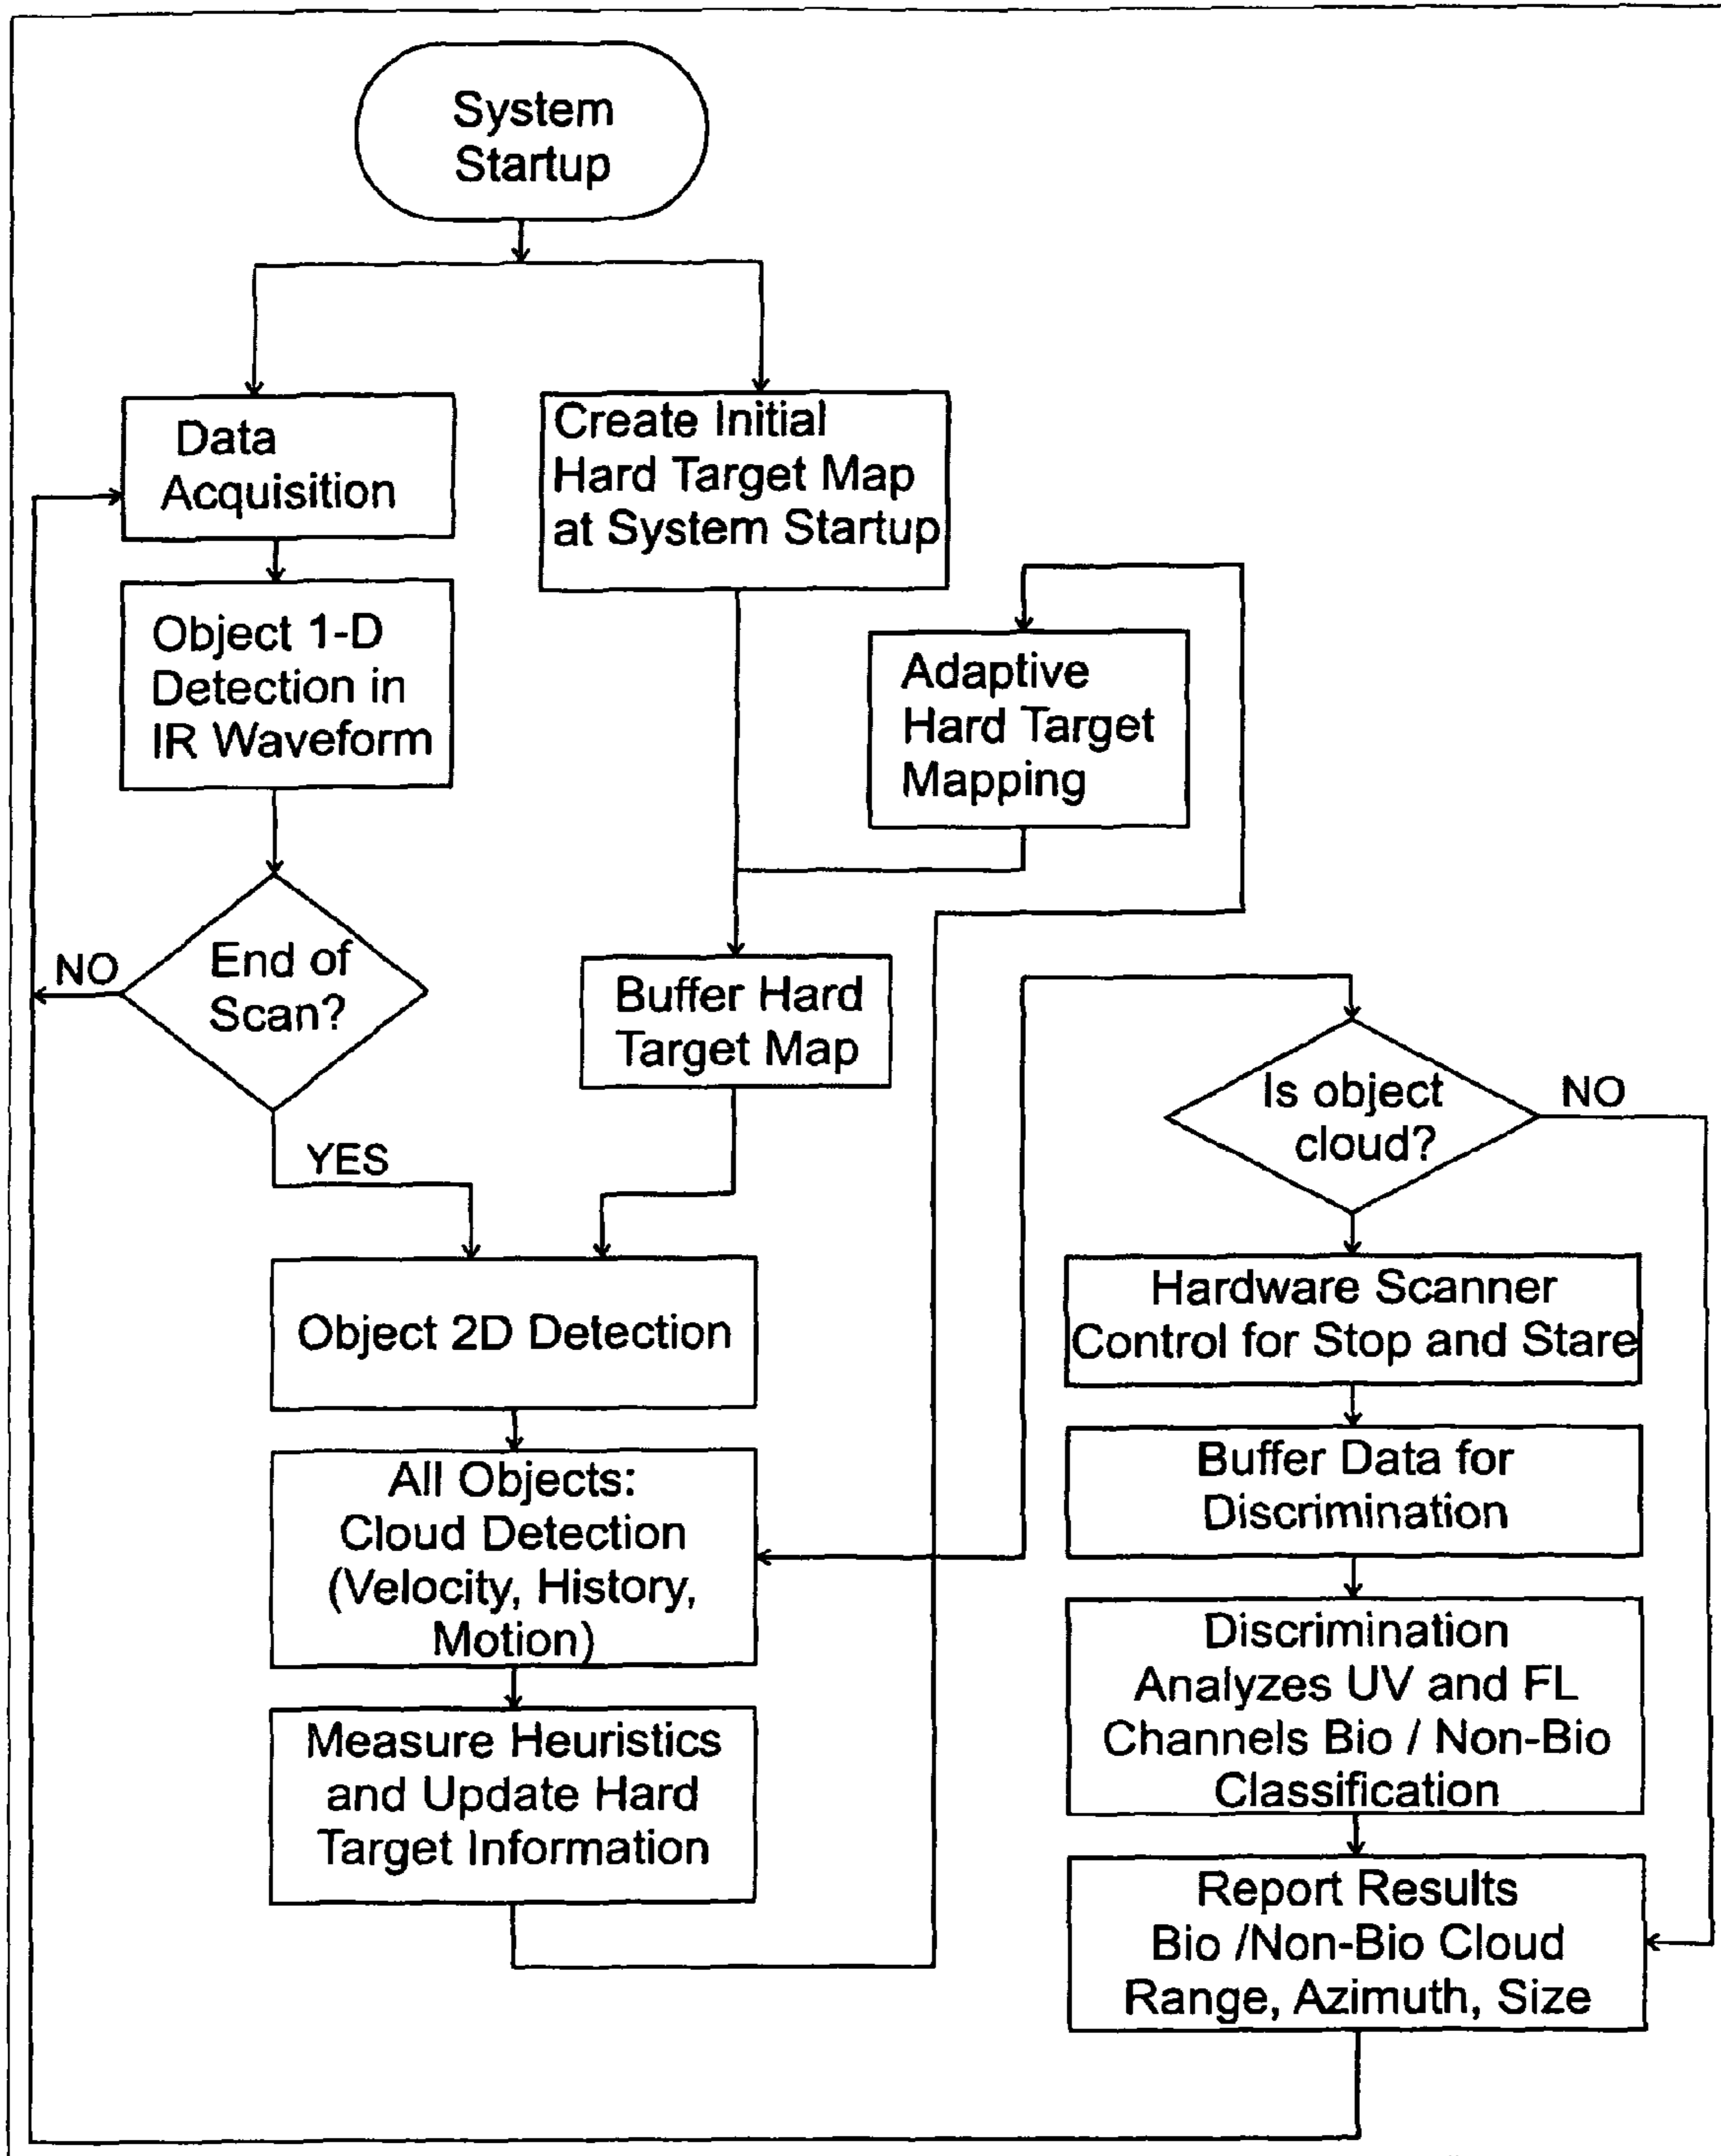 System
Startup
Data
Acquisition
Create Initial
Hard Target Map
at System Startup
Object 1-D
Detection in
IR Waveform
Adaptive
Hard Target
Mapping
NO
End of
Scan?
YES
Buffer Hard
Target Map
Is object
cloud?
NO
Object 2D Detection
Hardware Scanner
Control for Stop and Stare
All Objects:
Cloud Detection
(Velocity, History,
Motion)
Buffer Data for
Discrimination
Measure Heuristics
and Update Hard
Target Information
Discrimination
Analyzes UV and FL
Channels Bio / Non-Bio
Classification
Report Results
Bio /Non-Bio Cloud
Range, Azimuth, Size